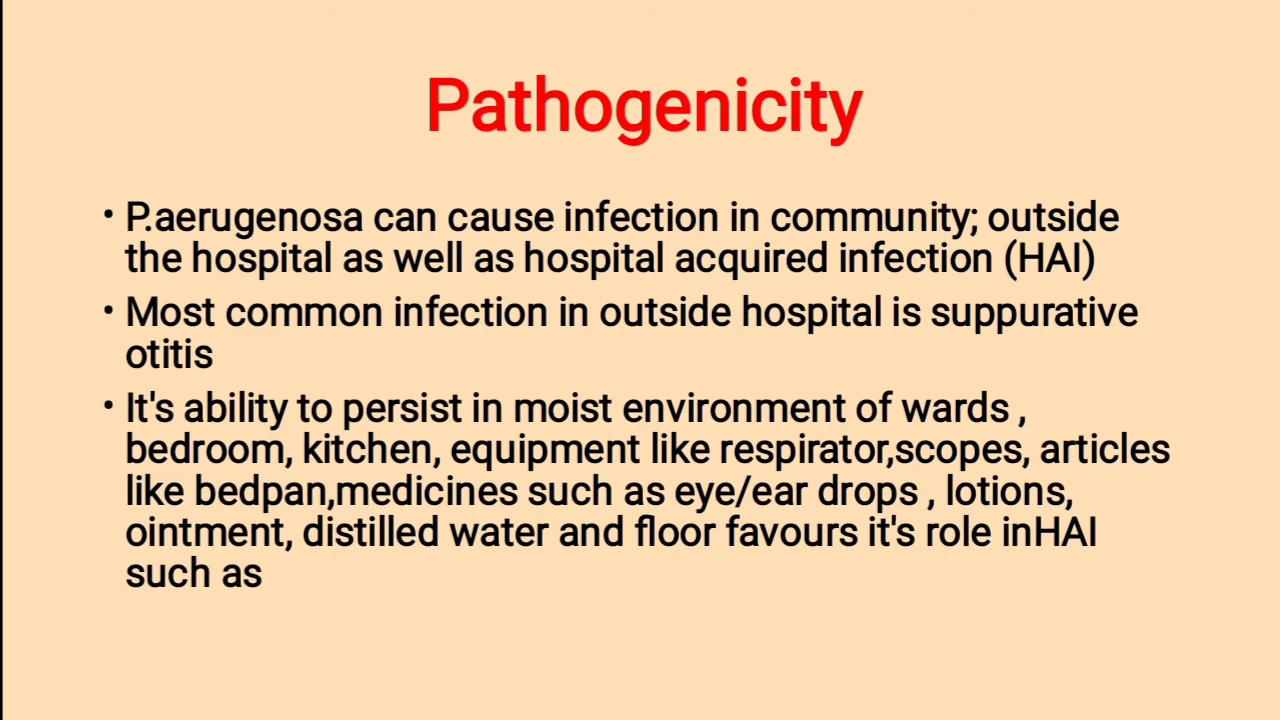 Pathogenicity
• P.aerugenosa can cause infection in community; outside
the hospital as well as hospital acquired infection (HAI)
• Most common infection in outside hospital is suppurative
otitis
• It's ability to persist in moist environment of wards ,
bedroom, kitchen, equipment like respirator,scopes, articles
like bedpan,medicines such as eye/ear drops , lotions,
ointment, distilled water and floor favours it's role inHAI
such as